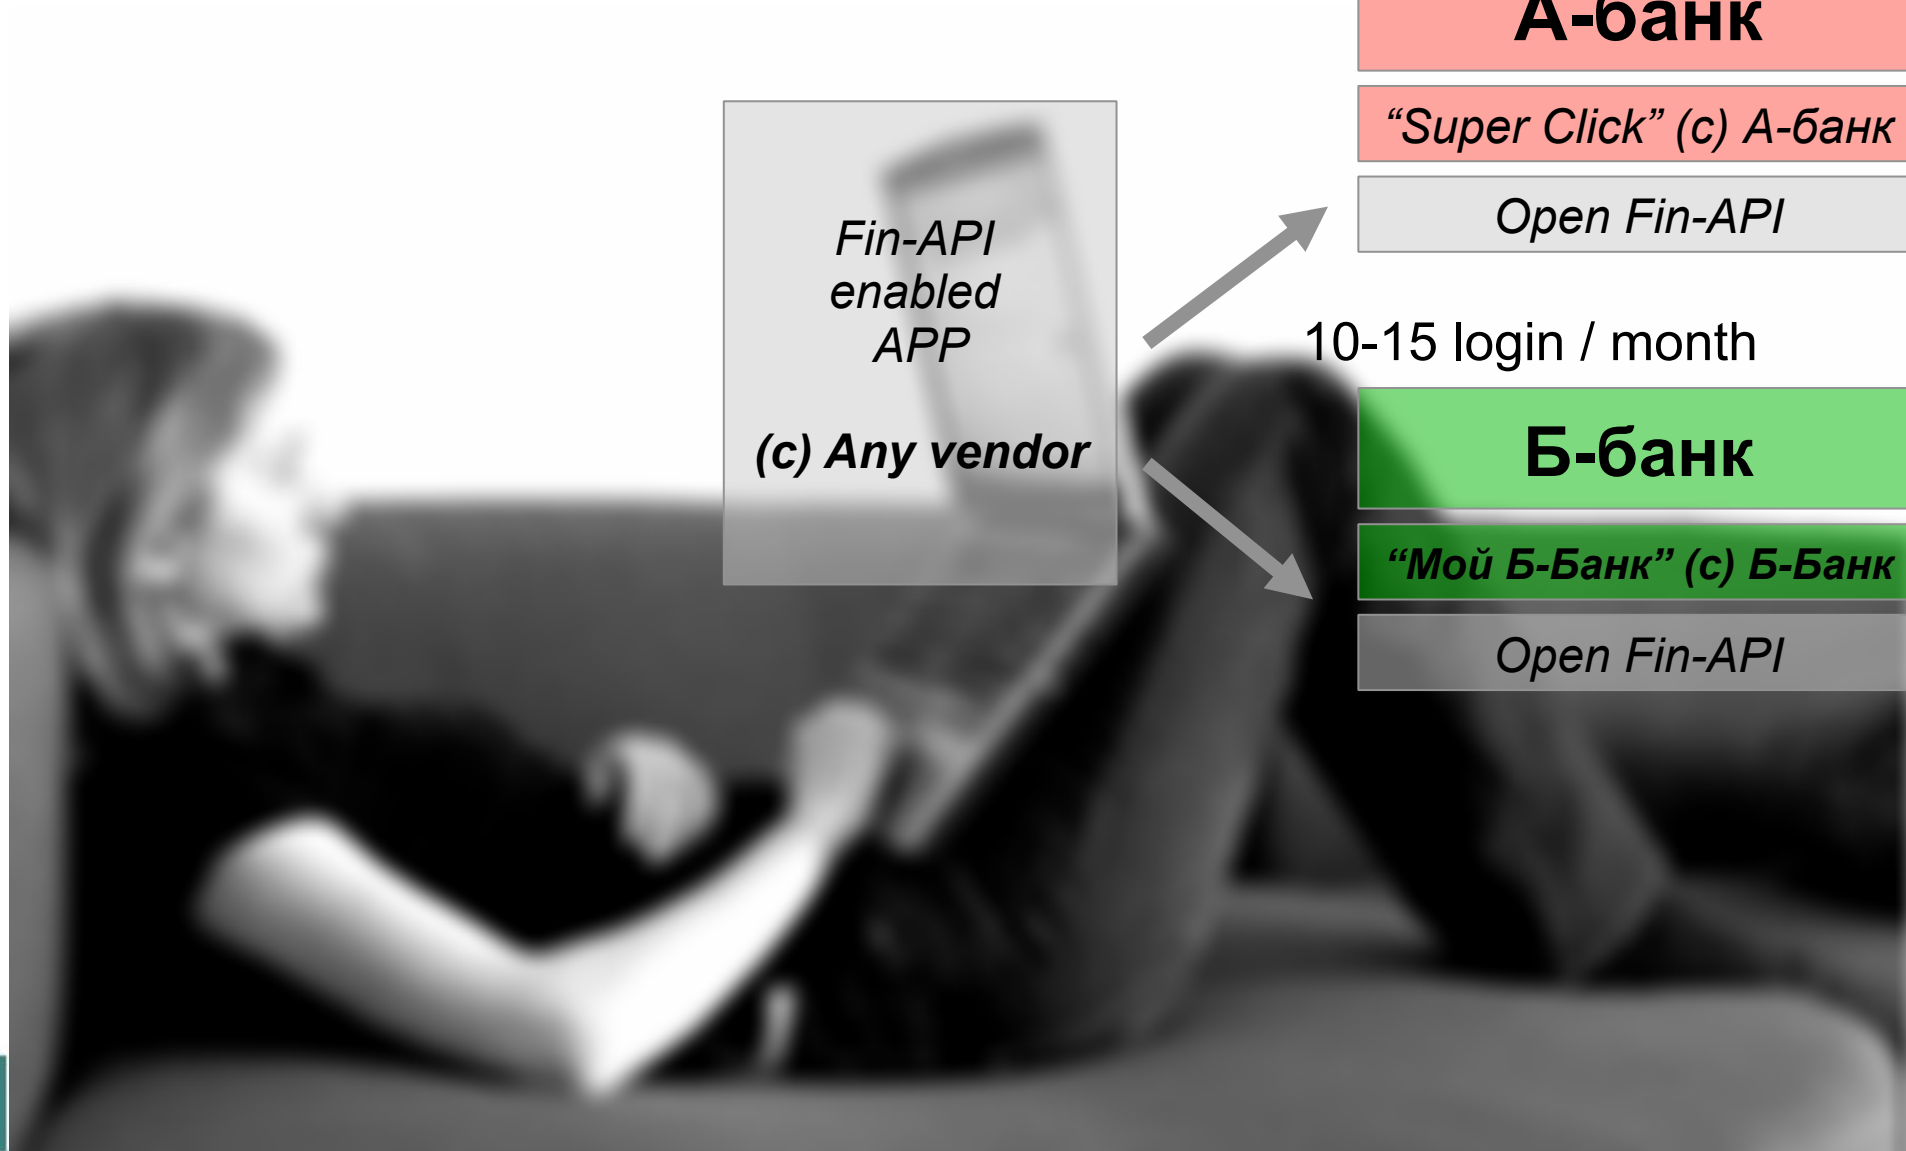 А-банк
“Super Click” (c) А-банк
Open Fin-API
Fin-API
enabled
APP
(c) Any vendor
10-15 login / month
Б-банк
“Мой Б-Банк” (c) Б-Банк
Open Fin-API